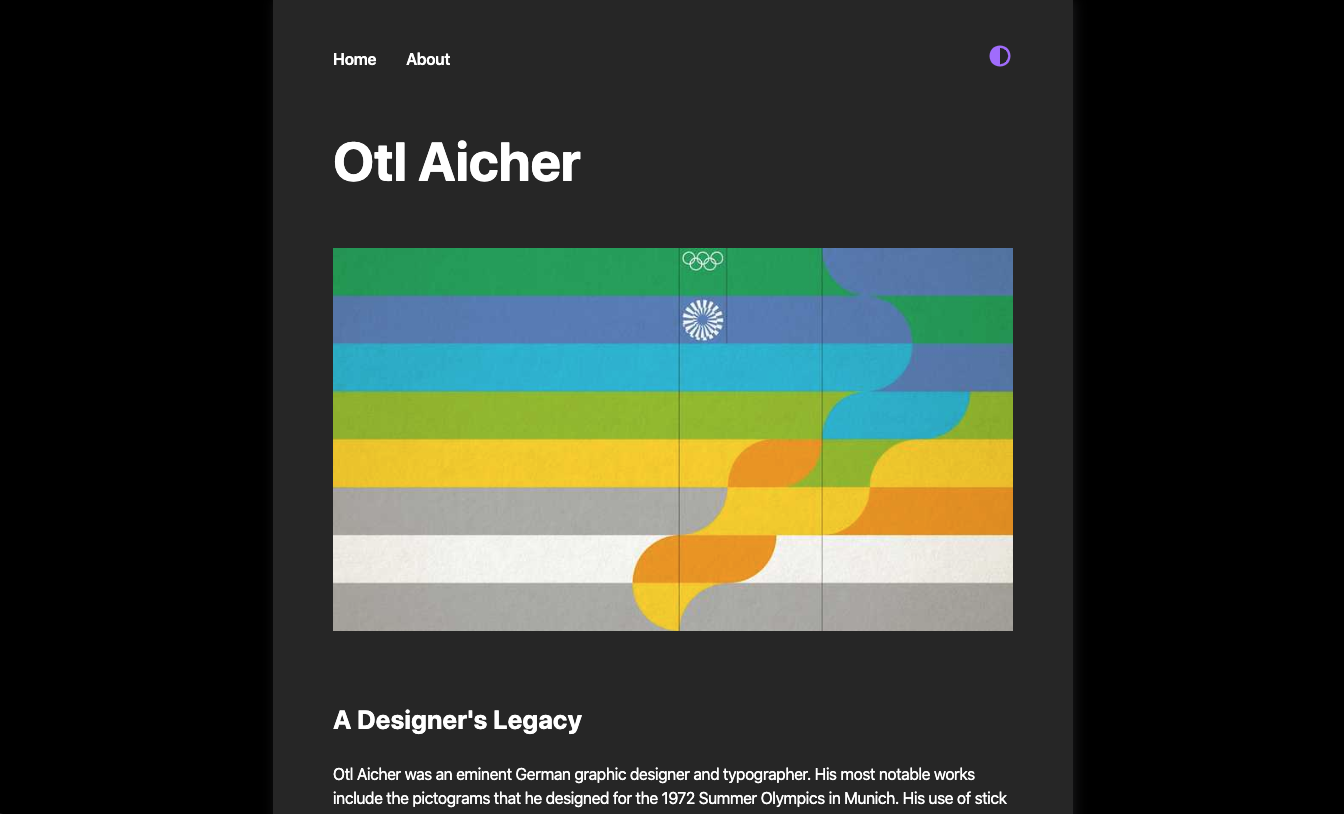 Home About
Otl Aicher
A Designer's Legacy
Otl Aicher was an eminent German graphic designer and typographer. His most notable works
include the pictograms that he designed for the 1972 Summer Olympics in Munich. His use of stick